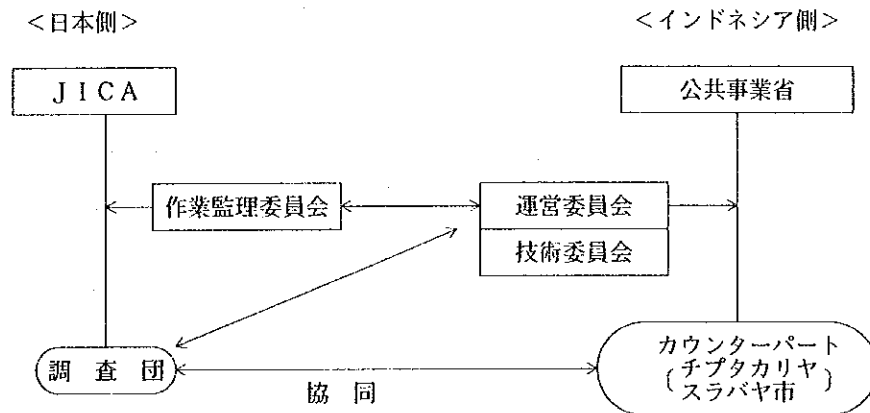 <日本側>
<インドネシア側>
JICA
公共事業省
作業監理委員会
運営委員会
技術委員会
調査団
協同
カウンターパート
{チプタカリヤ
スラバヤ市}